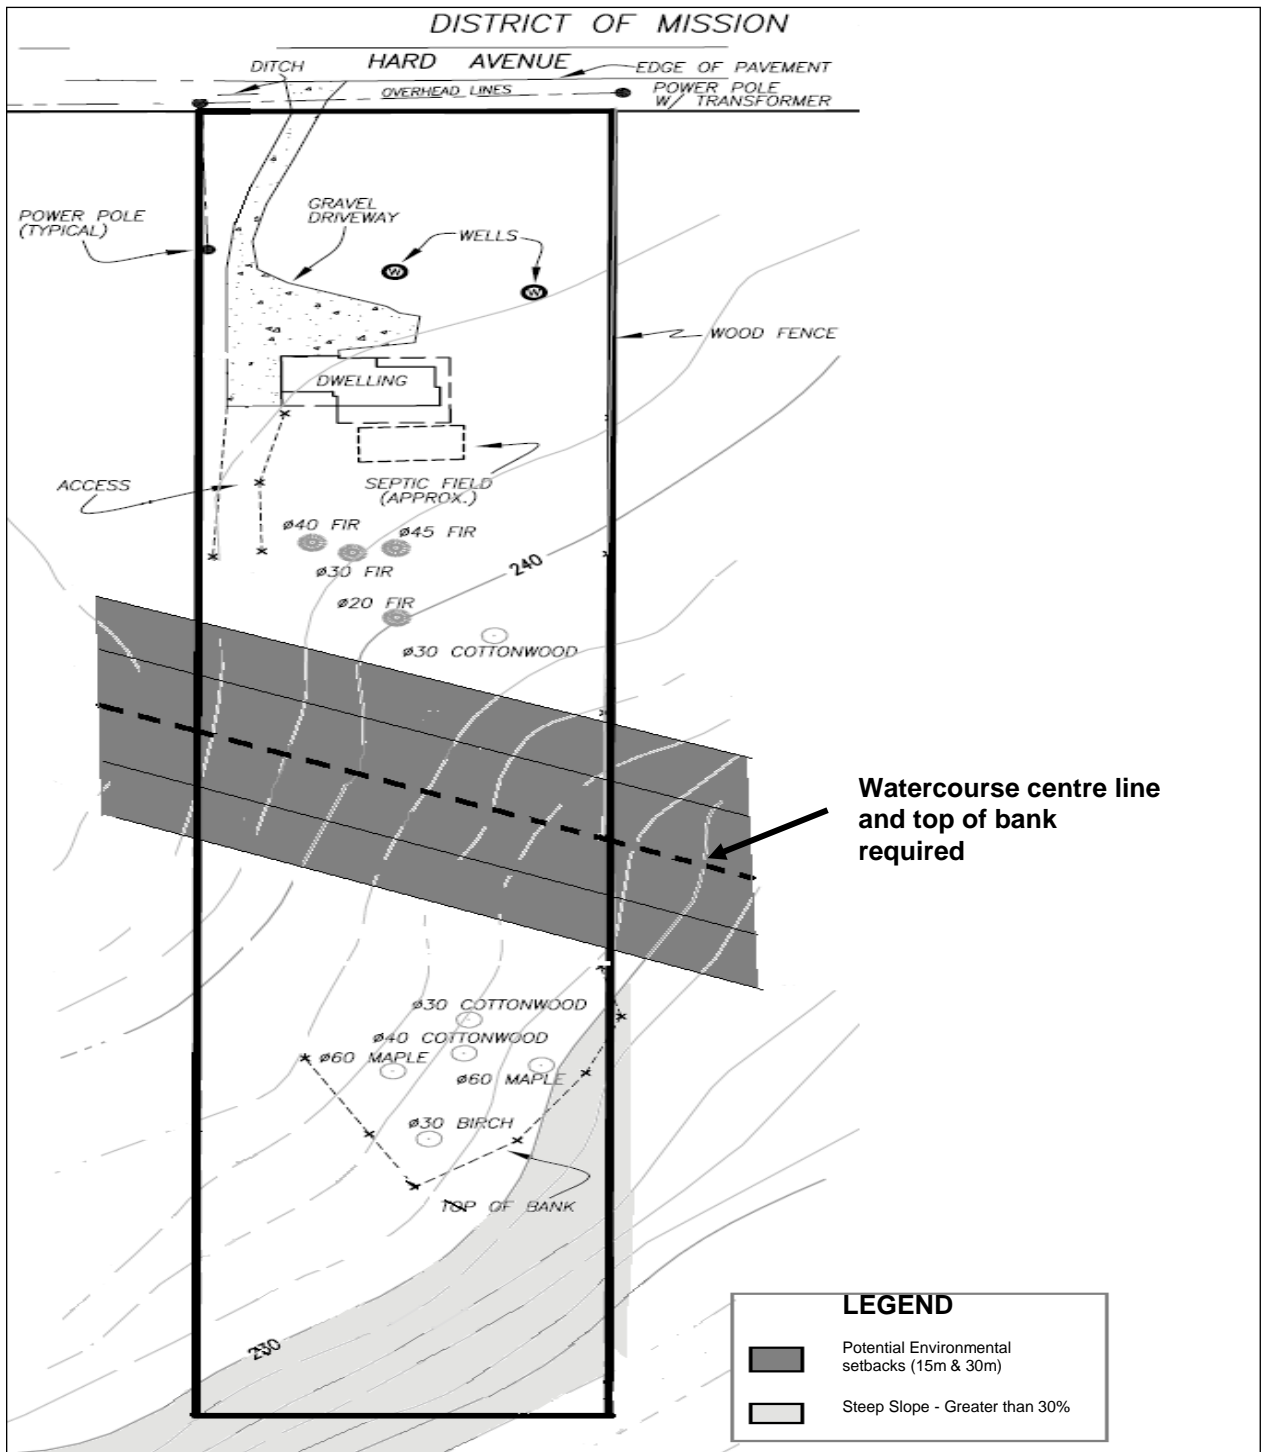 DISTRICT OF MISSION
HARD AVENUE
DITCH
EDGE OF PAVEMENT
OVERHEAD LINES
POWER POLE
W/ TRANSFORMER
POWER POLE
(TYPICAL)
GRAVEL
DRIVEWAY
WELLS
W
W
WOOD FENCE
DWELLING
ACCESS
SEPTIC FIELD
(APPROX.)
ø40 FIR
ø45 FIR
ø30 FIR
240
ø20 FIR
ø30 COTTONWOOD
Watercourse centre line
and top of bank
required
ø30 COTTONWOOD
ø40 COTTONWOOD
ø60 MAPLE
ø60 MAPLE
ø30 BIRCH
TOP OF BANK
230
LEGEND
Potential Environmental
setbacks (15m & 30m)
Steep Slope - Greater than 30%